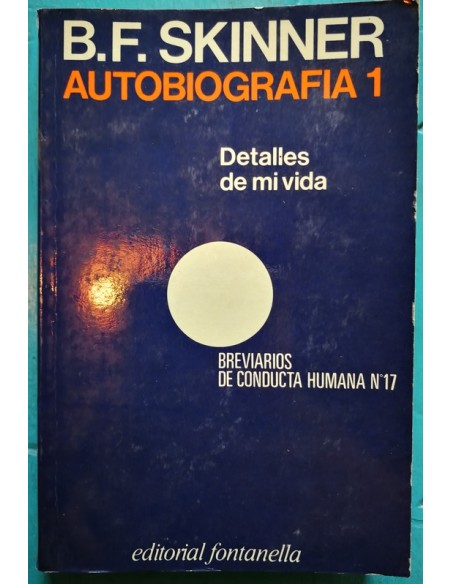 B.F. SKINNER
AUTOBIOGRAFIA 1
Detalles
de mi vida
BREVIARIOS
DE CONDUCTA HUMANA N°17
editorial fontanella